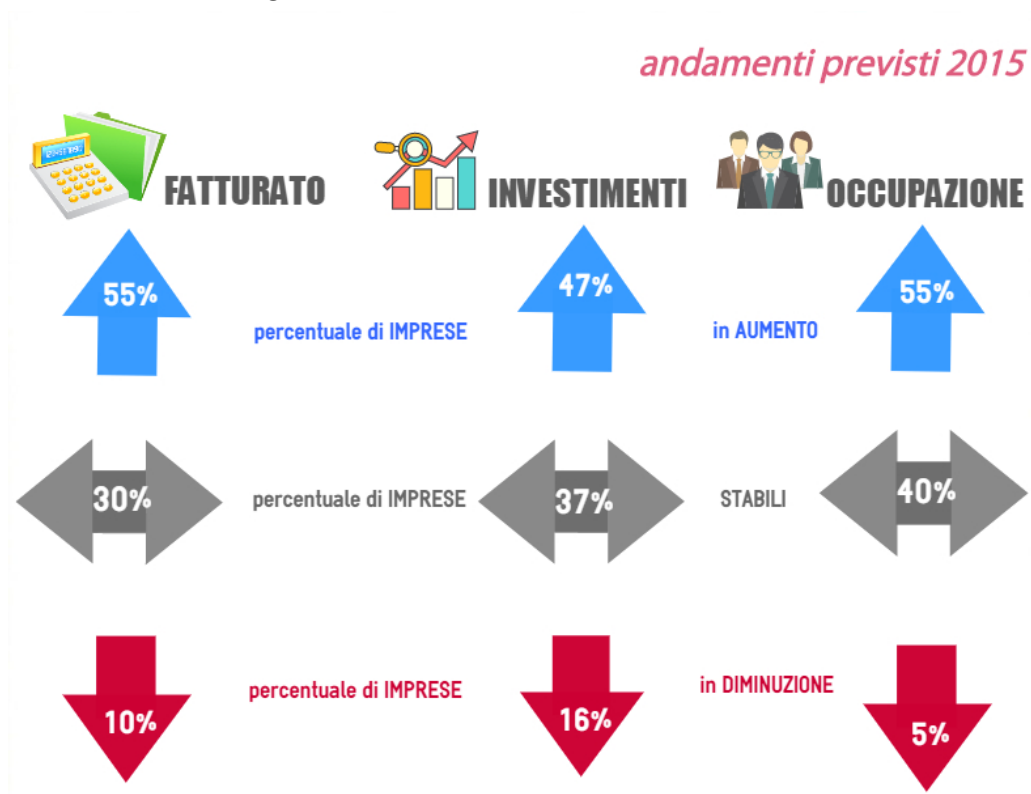 andamenti previsti 2015
FATTURATO
INVESTIMENTI
OCCUPAZIONE
55%
percentuale di IMPRESE
47%
in AUMENTO
55%
30%
percentuale di IMPRESE
37%
STABILI
40%
10%
percentuale di IMPRESE
16%
in DIMINUZIONE
5%